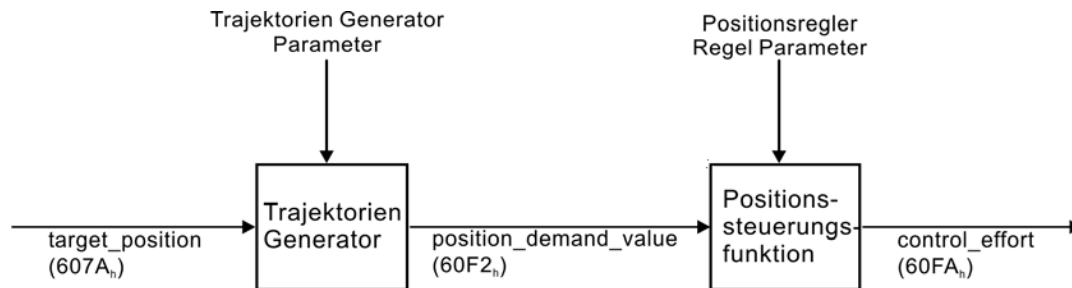 Trajektorien Generator
Parameter
Positionsregler
Regel Parameter
Trajektorien
Generator
Positions-
steuerungs-
funktion
target_position
(607Aₕ)
position_demand_value
(60F2ₕ)
control_effort
(60FAₕ)